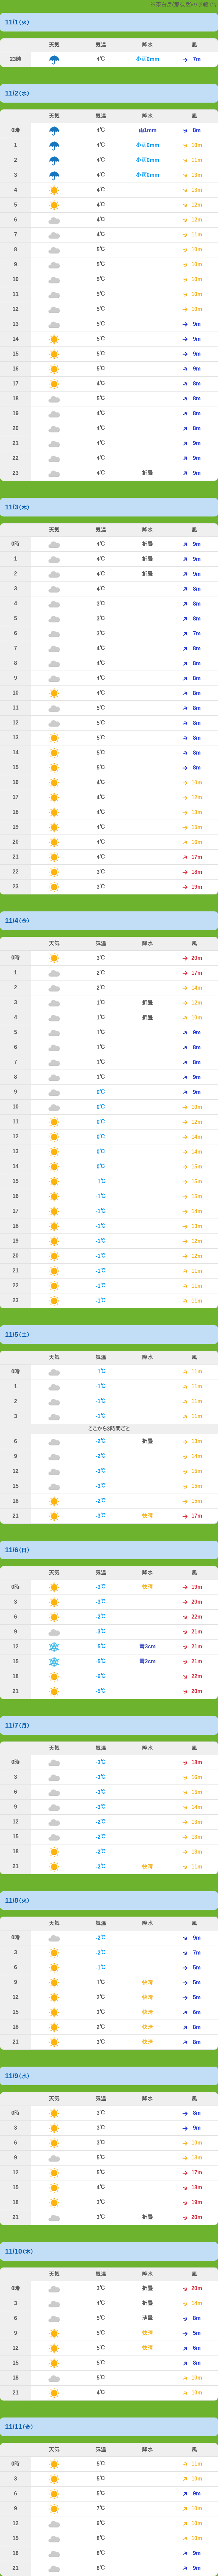 11/1(火)
天気 気温 降水 風
23時 4℃ 小雨0mm 7m
11/2(水)
天気 気温 降水 風
0時 4℃ 雨1mm 8m
1 4℃ 小雨0mm 10m
2 4℃ 小雨0mm 11m
3 4℃ 小雨0mm 13m
4 4℃ 13m
5 4℃ 12m
6 4℃ 12m
7 4℃ 11m
8 5℃ 10m
9 5℃ 10m
10 5℃ 10m
11 5℃ 10m
12 5℃ 10m
13 5℃ 9m
14 5℃ 9m
15 5℃ 9m
16 5℃ 9m
17 4℃ 8m
18 5℃ 8m
19 4℃ 8m
20 4℃ 8m
21 4℃ 9m
22 4℃ 9m
23 4℃ 折畳 9m
11/3(木)
天気 気温 降水 風
0時 4℃ 折畳 9m
1 4℃ 折畳 9m
2 4℃ 折畳 9m
3 4℃ 8m
4 3℃ 8m
5 3℃ 8m
6 3℃ 7m
7 4℃ 8m
8 4℃ 8m
9 4℃ 8m
10 4℃ 8m
11 5℃ 8m
12 5℃ 8m
13 5℃ 8m
14 5℃ 8m
15 5℃ 8m
16 4℃ 10m
17 4℃ 12m
18 4℃ 13m
19 4℃ 15m
20 4℃ 16m
21 4℃ 17m
22 3℃ 18m
23 3℃ 19m
11/4(金)
天気 気温 降水 風
0時 3℃ 20m
1 2℃ 17m
2 2℃ 14m
3 1℃ 折畳 12m
4 1℃ 折畳 10m
5 1℃ 9m
6 1℃ 8m
7 1℃ 8m
8 1℃ 9m
9 0℃ 9m
10 0℃ 10m
11 0℃ 12m
12 0℃ 14m
13 0℃ 14m
14 0℃ 15m
15 -1℃ 15m
16 -1℃ 15m
17 -1℃ 14m
18 -1℃ 13m
19 -1℃ 12m
20 -1℃ 12m
21 -1℃ 11m
22 -1℃ 11m
23 -1℃ 11m
11/5(土)
天気 気温 降水 風
0時 -1℃ 11m
1 -1℃ 11m
2 -1℃ 11m
3 -1℃ 11m
ここから3時間ごと
6 -2℃ 折畳 13m
9 -2℃ 14m
12 -3℃ 15m
15 -3℃ 15m
18 -2℃ 15m
21 -3℃ 快晴 17m
11/6(日)
天気 気温 降水 風
0時 -3℃ 快晴 19m
3 -3℃ 20m
6 -2℃ 22m
9 -3℃ 21m
12 -5℃ 雪3cm 21m
15 -5℃ 雪2cm 21m
18 -6℃ 22m
21 -5℃ 20m
11/7(月)
天気 気温 降水 風
0時 -3℃ 18m
3 -3℃ 16m
6 -3℃ 15m
9 -3℃ 14m
12 -2℃ 13m
15 -2℃ 13m
18 -2℃ 13m
21 -2℃ 快晴 11m
11/8(火)
天気 気温 降水 風
0時 -2℃ 9m
3 -2℃ 7m
6 -1℃ 5m
9 1℃ 快晴 5m
12 2℃ 快晴 5m
15 3℃ 快晴 6m
18 2℃ 快晴 8m
21 3℃ 快晴 8m
11/9(水)
天気 気温 降水 風
0時 3℃ 8m
3 3℃ 9m
6 3℃ 10m
9 5℃ 13m
12 5℃ 17m
15 4℃ 18m
18 3℃ 19m
21 3℃ 折畳 20m
11/10(木)
天気 気温 降水 風
0時 3℃ 折畳 20m
3 4℃ 折畳 14m
6 5℃ 薄曇 8m
9 5℃ 快晴 5m
12 5℃ 快晴 6m
15 5℃ 8m
18 5℃ 10m
21 4℃ 10m
11/11(金)
天気 気温 降水 風
0時 5℃ 11m
3 5℃ 10m
6 5℃ 9m
9 7℃ 10m
12 9℃ 10m
15 8℃ 10m
18 8℃ 9m
21 8℃ 9m